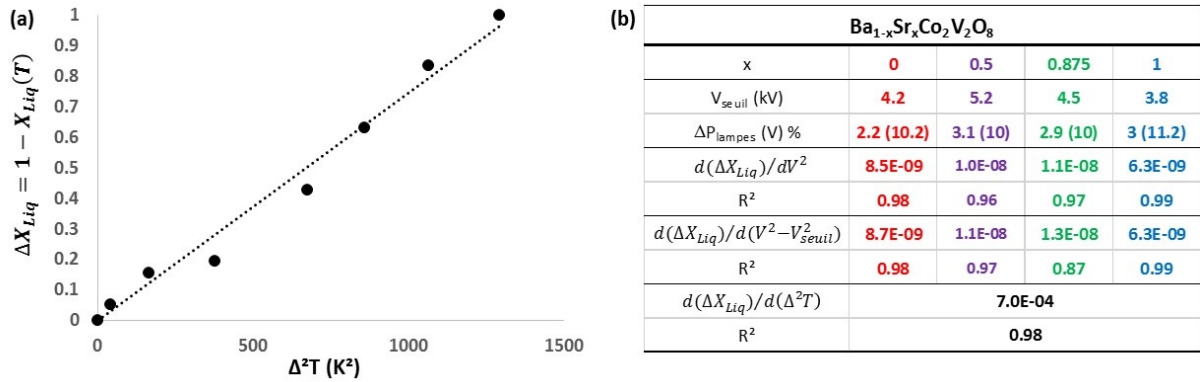 (a)
ΔX_Liq = 1 − X_Liq(T)
1
0.9
0.8
0.7
0.6
0.5
0.4
0.3
0.2
0.1
0
0 500 1000 1500
Δ²T (K²)
(b)
Ba₁₋ₓSrₓCo₂V₂O₈
x 0 0.5 0.875 1
V_seuil (kV) 4.2 5.2 4.5 3.8
ΔP_lampes (V) % 2.2 (10.2) 3.1 (10) 2.9 (10) 3 (11.2)
d(ΔX_Liq)/dV² 8.5E-09 1.0E-08 1.1E-08 6.3E-09
R² 0.98 0.96 0.97 0.99
d(ΔX_Liq)/d(V²−V²_seuil) 8.7E-09 1.1E-08 1.3E-08 6.3E-09
R² 0.98 0.97 0.87 0.99
d(ΔX_Liq)/d(Δ²T) 7.0E-04
R² 0.98